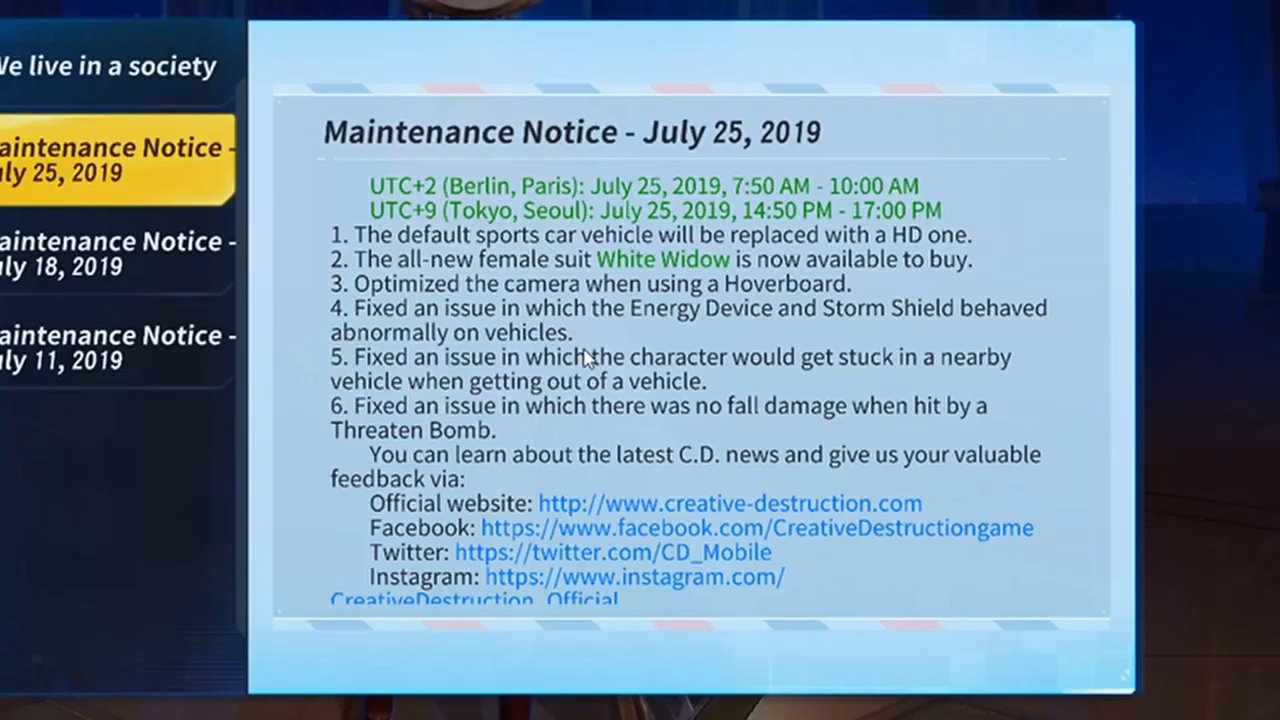 We live in a society
aintenance Notice -
uly 25, 2019
aintenance Notice -
uly 18, 2019
aintenance Notice -
uly 11, 2019
Maintenance Notice - July 25, 2019
UTC+2 (Berlin, Paris): July 25, 2019, 7:50 AM - 10:00 AM
UTC+9 (Tokyo, Seoul): July 25, 2019, 14:50 PM - 17:00 PM
1. The default sports car vehicle will be replaced with a HD one.
2. The all-new female suit White Widow is now available to buy.
3. Optimized the camera when using a Hoverboard.
4. Fixed an issue in which the Energy Device and Storm Shield behaved
abnormally on vehicles.
5. Fixed an issue in which the character would get stuck in a nearby
vehicle when getting out of a vehicle.
6. Fixed an issue in which there was no fall damage when hit by a
Threaten Bomb.
You can learn about the latest C.D. news and give us your valuable
feedback via:
Official website: http://www.creative-destruction.com
Facebook: https://www.facebook.com/CreativeDestructiongame
Twitter: https://twitter.com/CD_Mobile
Instagram: https://www.instagram.com/
CreativeDestruction_Official